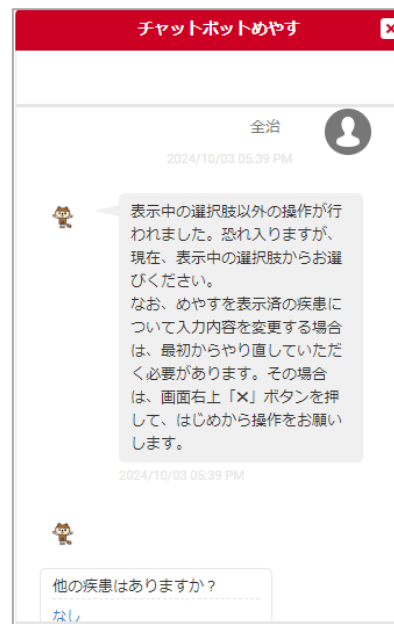 チャットボットめやす
全治
2024/10/03 05:39 PM
表示中の選択肢以外の操作が行
われました。恐れ入りますが、
現在、表示中の選択肢からお選
びください。
なお、めやすを表示済の疾患に
ついて入力内容を変更する場合
は、最初からやり直していただ
く必要があります。その場合
は、画面右上「✕」ボタンを押
して、はじめから操作をお願い
します。
2024/10/03 05:39 PM
他の疾患はありますか？
なし